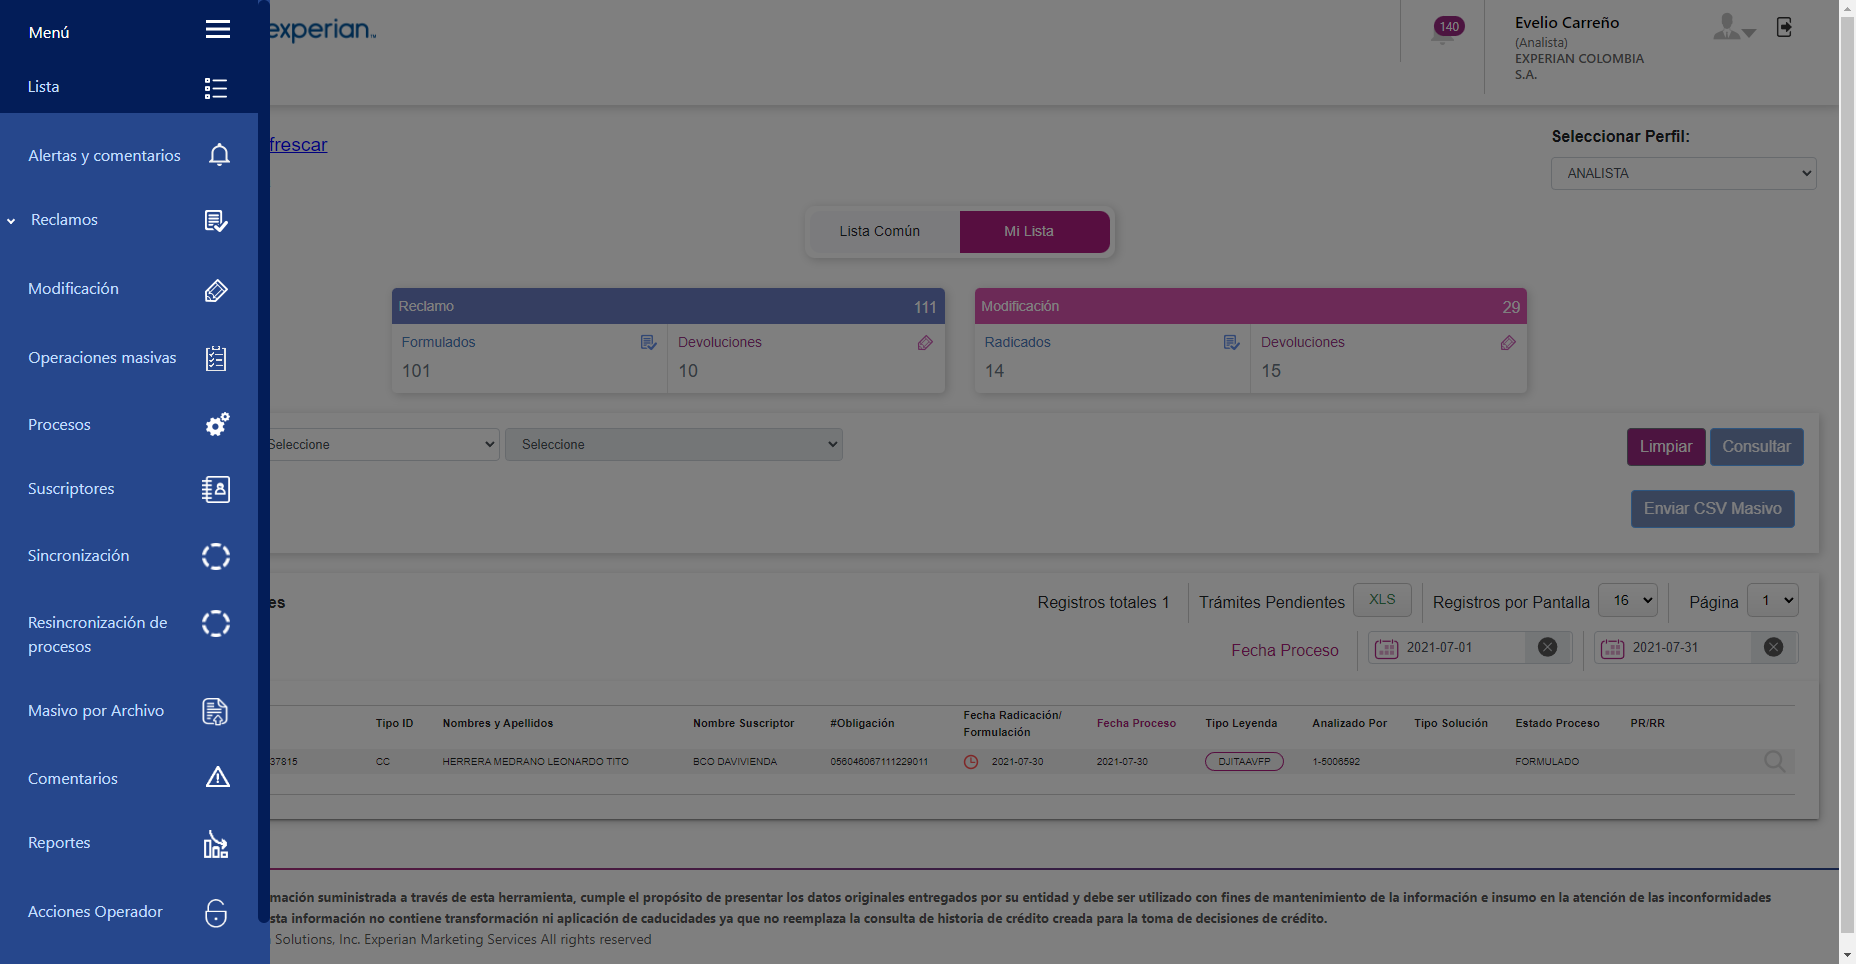 Menú
Lista
Alertas y comentarios
Reclamos
Modificación
Operaciones masivas
Procesos
Suscriptores
Sincronización
Resincronización de
procesos
Masivo por Archivo
Comentarios
Reportes
Acciones Operador
experian™
140
Evelio Carreño
(Analista)
EXPERIAN COLOMBIA
S.A.
frescar
Seleccionar Perfil:
ANALISTA
Lista Común
Mi Lista
Reclamo 111
Formulados
101
Devoluciones
10
Modificación 29
Radicados
14
Devoluciones
15
Seleccione
Seleccione
Limpiar
Consultar
Enviar CSV Masivo
es
Registros totales 1
Trámites Pendientes
XLS
Registros por Pantalla
16
Página
1
Fecha Proceso
2021-07-01
2021-07-31
Tipo ID Nombres y Apellidos Nombre Suscriptor #Obligación Fecha Radicación/ Formulación Fecha Proceso Tipo Leyenda Analizado Por Tipo Solución Estado Proceso PR/RR
37815 CC HERRERA MEDRANO LEONARDO TITO BCO DAVIVIENDA 056046067111229011 2021-07-30 2021-07-30 DJITAAVFP 1-5006592 FORMULADO
mación suministrada a través de esta herramienta, cumple el propósito de presentar los datos originales entregados por su entidad y debe ser utilizado con fines de mantenimiento de la información e insumo en la atención de las inconformidades
sta información no contiene transformación ni aplicación de caducidades ya que no reemplaza la consulta de historia de crédito creada para la toma de decisiones de crédito.
Solutions, Inc. Experian Marketing Services All rights reserved